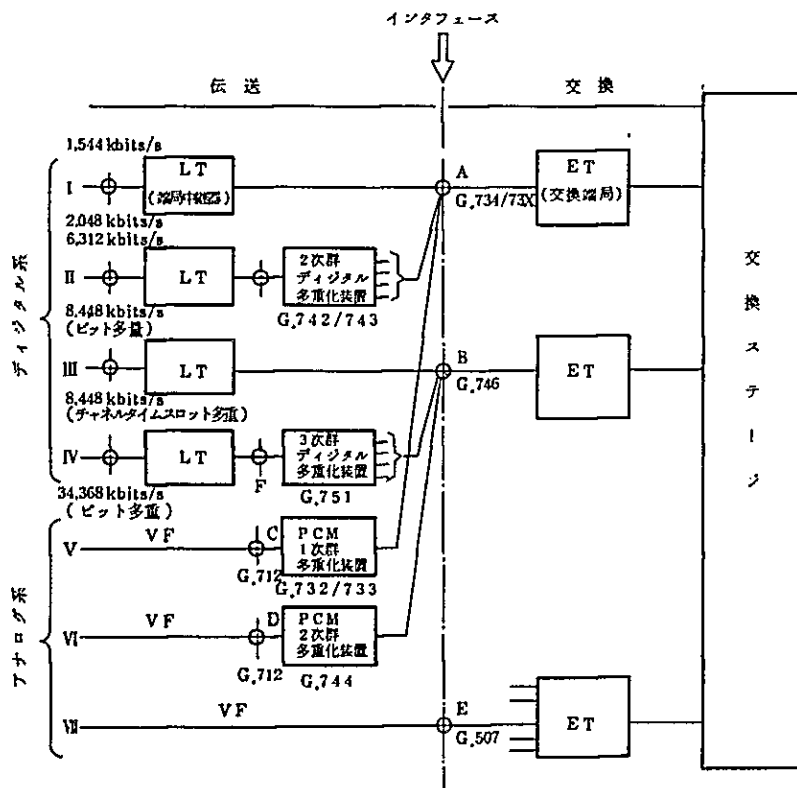 インタフェース
伝送
交換
ディジタル系
1,544 kbits/s
I
LT
(端局中継器)
A
G.734/73X
ET
(交換端局)
2,048 kbits/s
6,312 kbits/s
II
LT
2次群
ディジタル
多重化装置
G.742/743
8,448 kbits/s
(ビット多量)
III
LT
B
G.746
ET
8,448 kbits/s
(チャネルタイムスロット多重)
IV
LT
F
3次群
ディジタル
多重化装置
G.751
34,368 kbits/s
(ビット多重)
アナログ系
V
VF
C
G.712
PCM
1次群
多重化装置
G.732/733
VI
VF
D
G.712
PCM
2次群
多重化装置
G.744
VII
VF
E
G.507
ET
交換ステージ